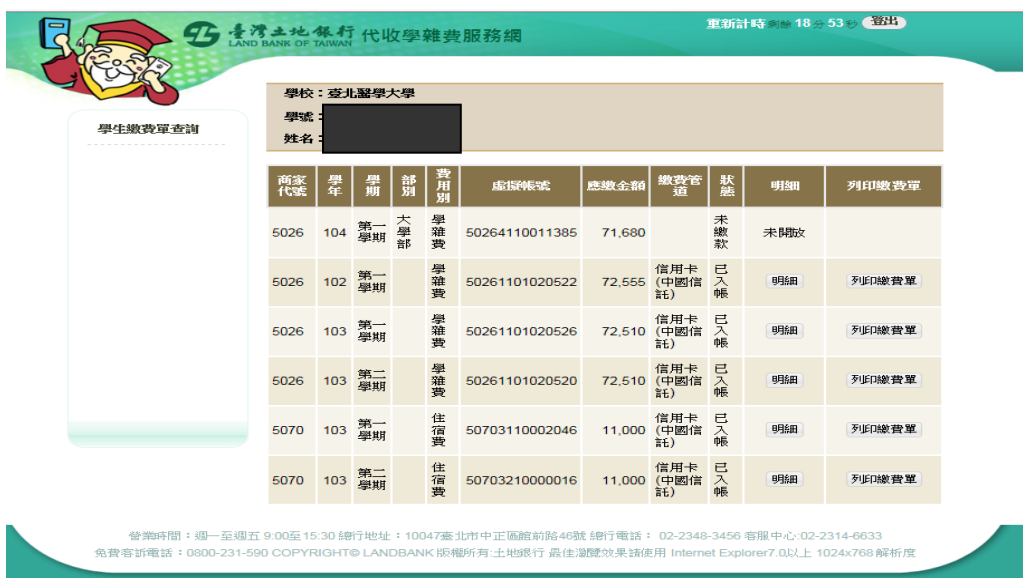 臺灣土地銀行 代收學雜費服務網
LAND BANK OF TAIWAN
重新計時 剩餘 18 分 53 秒 登出
學生繳費單查詢
學校：臺北醫學大學
學號：
姓名：
商家代號 學年 學期 部別 費用別 虛擬帳號 應繳金額 繳費管道 狀態 明細 列印繳費單
5026 104 第一學期 大學部 學雜費 50264110011385 71,680 未繳款 未開放
5026 102 第一學期 學雜費 50261101020522 72,555 信用卡(中國信託) 已入帳 明細 列印繳費單
5026 103 第一學期 學雜費 50261101020526 72,510 信用卡(中國信託) 已入帳 明細 列印繳費單
5026 103 第二學期 學雜費 50261101020520 72,510 信用卡(中國信託) 已入帳 明細 列印繳費單
5070 103 第一學期 住宿費 50703110002046 11,000 信用卡(中國信託) 已入帳 明細 列印繳費單
5070 103 第二學期 住宿費 50703210000016 11,000 信用卡(中國信託) 已入帳 明細 列印繳費單
營業時間：週一至週五 9:00至15:30 總行地址：10047臺北市中正區館前路46號 總行電話： 02-2348-3456 客服中心:02-2314-6633
免費客訴電話：0800-231-590 COPYRIGHT© LANDBANK 版權所有:土地銀行 最佳瀏覽效果請使用 Internet Explorer7.0以上 1024x768 解析度